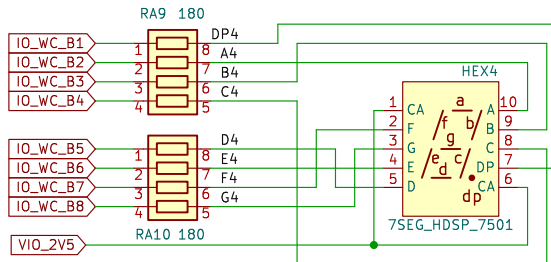 RA9 180
DP4
IO_WC_B1 1 8 A4
IO_WC_B2 2 7 B4
IO_WC_B3 3 6 C4
IO_WC_B4 4 5
HEX4
1 CA A 10
2 F B 9
3 G C 8
4 E DP 7
5 D CA 6
a
f b
g
e c
d
dp
7SEG_HDSP_7501
D4
IO_WC_B5 1 8 E4
IO_WC_B6 2 7 F4
IO_WC_B7 3 6 G4
IO_WC_B8 4 5
RA10 180
VIO_2V5